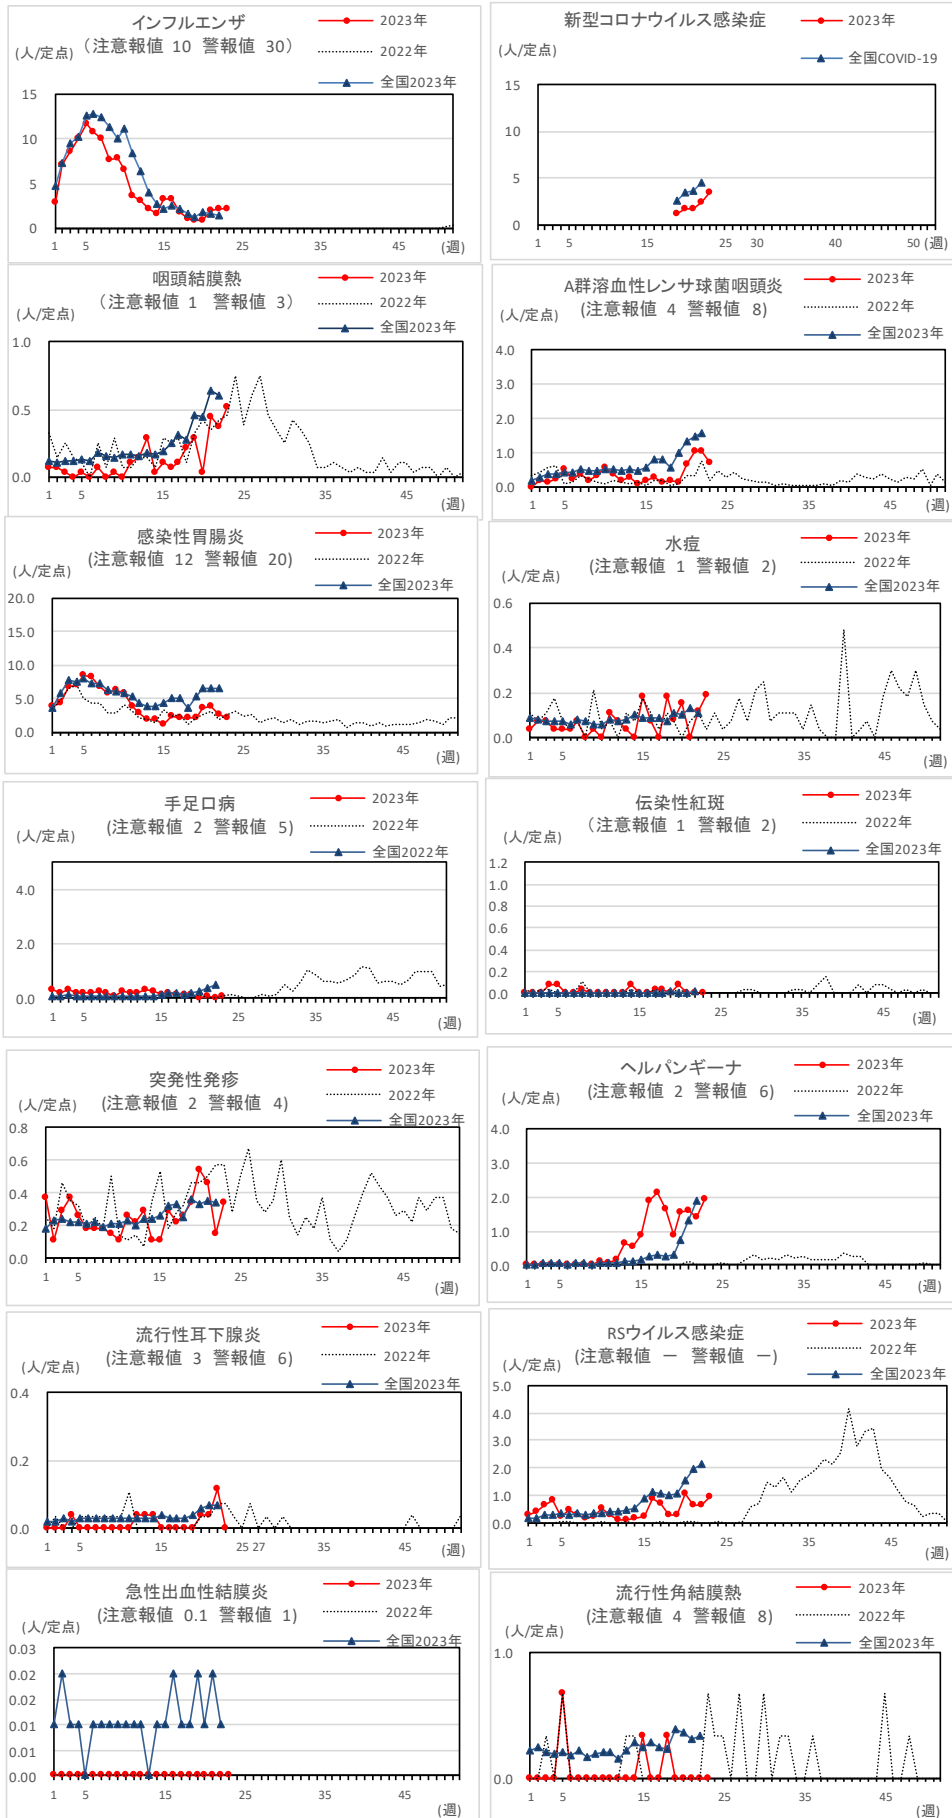 インフルエンザ
（注意報値 10 警報値 30）
(人/定点)
2023年
2022年
全国2023年
15
10
5
0
1 5 15 25 35 45 (週)
新型コロナウイルス感染症
(人/定点)
2023年
全国COVID-19
15
10
5
0
1 5 15 25 30 40 50 (週)
咽頭結膜熱
（注意報値 1 警報値 3）
(人/定点)
2023年
2022年
全国2023年
1.0
0.5
0.0
1 5 15 25 35 45 (週)
A群溶血性レンサ球菌咽頭炎
(注意報値 4 警報値 8)
(人/定点)
2023年
2022年
全国2023年
4.0
3.0
2.0
1.0
0.0
1 5 15 25 35 45 (週)
感染性胃腸炎
(注意報値 12 警報値 20)
(人/定点)
2023年
2022年
全国2023年
20.0
15.0
10.0
5.0
0.0
1 5 15 25 35 45 (週)
水痘
(注意報値 1 警報値 2)
(人/定点)
2023年
2022年
全国2023年
0.6
0.4
0.2
0.0
1 5 15 25 35 45 (週)
手足口病
(注意報値 2 警報値 5)
(人/定点)
2023年
2022年
全国2022年
4.0
2.0
0.0
1 5 15 25 35 45 (週)
伝染性紅斑
（注意報値 1 警報値 2）
(人/定点)
2023年
2022年
全国2023年
1.2
1.0
0.8
0.6
0.4
0.2
0.0
1 5 15 25 35 45 (週)
突発性発疹
(注意報値 2 警報値 4)
(人/定点)
2023年
2022年
全国2023年
0.8
0.6
0.4
0.2
0.0
1 5 15 25 35 45 (週)
ヘルパンギーナ
(注意報値 2 警報値 6)
(人/定点)
2023年
2022年
全国2023年
4.0
3.0
2.0
1.0
0.0
1 5 15 25 35 45 (週)
流行性耳下腺炎
(注意報値 3 警報値 6)
(人/定点)
2023年
2022年
全国2023年
0.4
0.2
0.0
1 5 15 25 27 35 45 (週)
RSウイルス感染症
(注意報値 ー 警報値 ー)
(人/定点)
2023年
2022年
全国2023年
5.0
4.0
3.0
2.0
1.0
0.0
1 5 15 25 35 45 (週)
急性出血性結膜炎
(注意報値 0.1 警報値 1)
(人/定点)
2023年
2022年
全国2023年
0.03
0.02
0.02
0.01
0.01
0.00
1 5 15 25 35 45 (週)
流行性角結膜熱
(注意報値 4 警報値 8)
(人/定点)
2023年
2022年
全国2023年
1.0
0.0
1 5 15 25 35 45 (週)